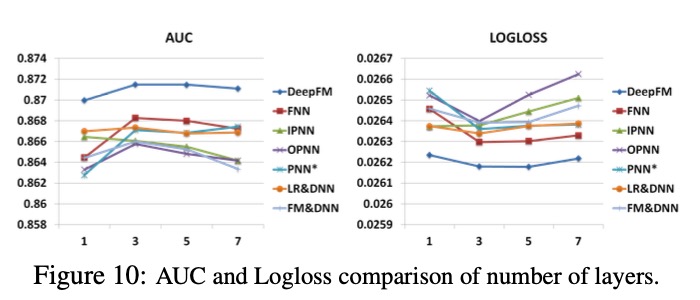 AUC
0.874
0.872
0.87
0.868
0.866
0.864
0.862
0.86
0.858
1 3 5 7
DeepFM
FNN
IPNN
OPNN
PNN*
LR&DNN
FM&DNN
LOGLOSS
0.0267
0.0266
0.0265
0.0264
0.0263
0.0262
0.0261
0.026
0.0259
1 3 5 7
DeepFM
FNN
IPNN
OPNN
PNN*
LR&DNN
FM&DNN
Figure 10: AUC and Logloss comparison of number of layers.